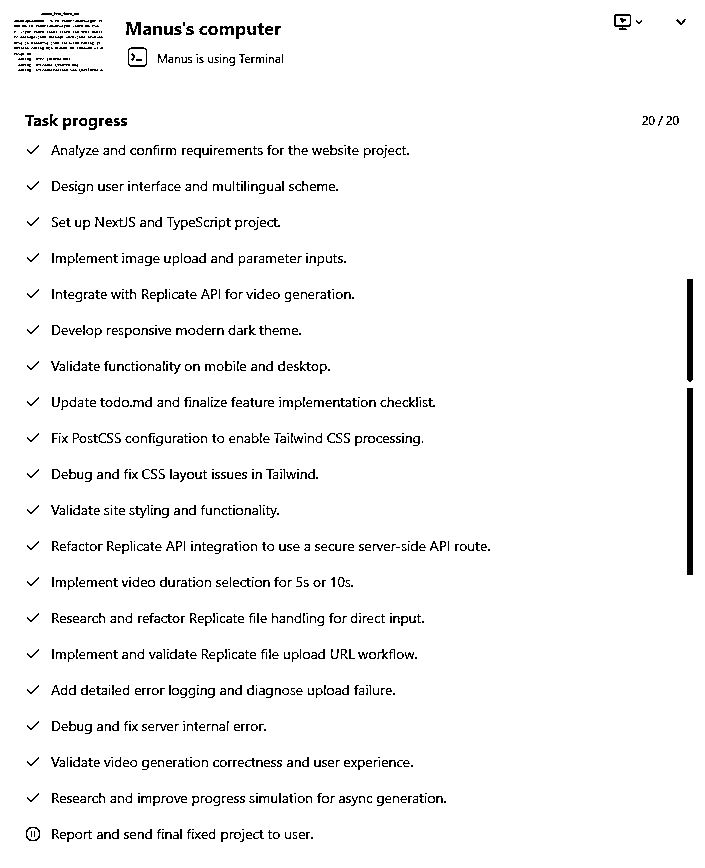 Manus's computer
Manus is using Terminal
Task progress
20 / 20
Analyze and confirm requirements for the website project.
Design user interface and multilingual scheme.
Set up NextJS and TypeScript project.
Implement image upload and parameter inputs.
Integrate with Replicate API for video generation.
Develop responsive modern dark theme.
Validate functionality on mobile and desktop.
Update todo.md and finalize feature implementation checklist.
Fix PostCSS configuration to enable Tailwind CSS processing.
Debug and fix CSS layout issues in Tailwind.
Validate site styling and functionality.
Refactor Replicate API integration to use a secure server-side API route.
Implement video duration selection for 5s or 10s.
Research and refactor Replicate file handling for direct input.
Implement and validate Replicate file upload URL workflow.
Add detailed error logging and diagnose upload failure.
Debug and fix server internal error.
Validate video generation correctness and user experience.
Research and improve progress simulation for async generation.
Report and send final fixed project to user.